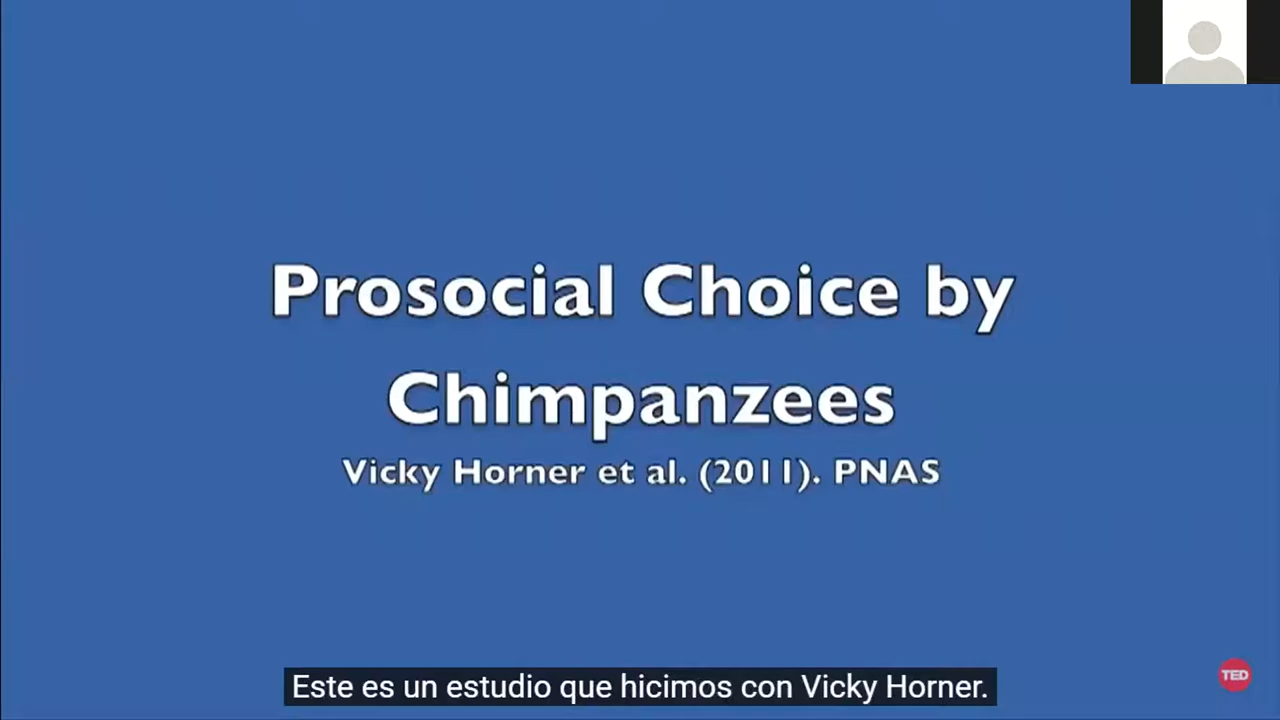 Prosocial Choice by
Chimpanzees
Vicky Horner et al. (2011). PNAS
TED
Este es un estudio que hicimos con Vicky Horner.